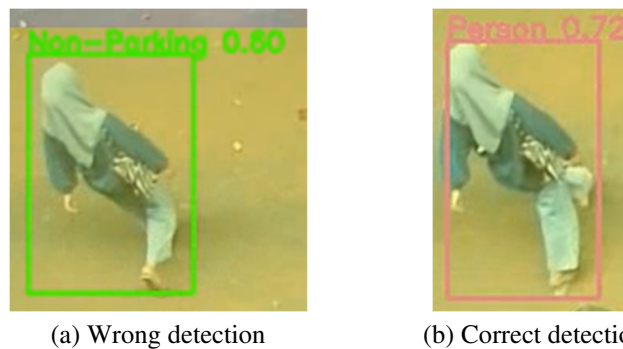 Non-Parking 0.60
Person 0.72
(a) Wrong detection
(b) Correct detectio